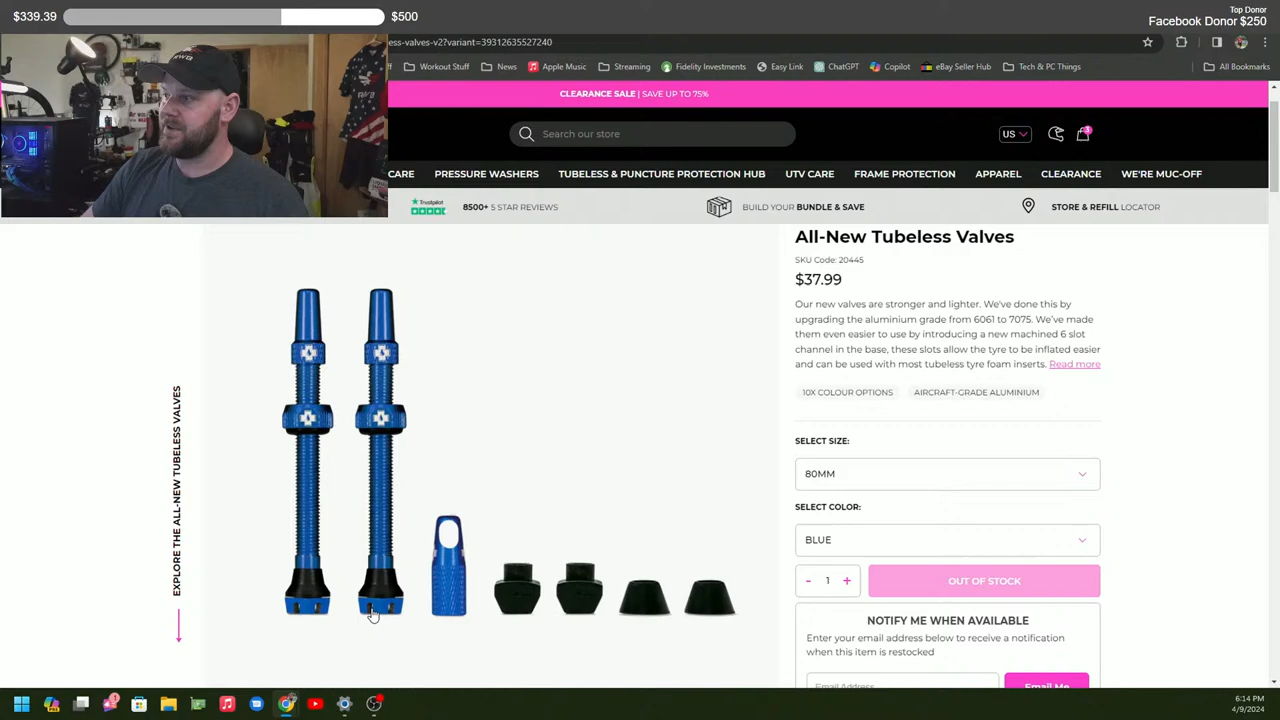 $339.39
$500
Top Donor
Facebook Donor $250
ess-valves-v2?variant=39312635527240
Workout Stuff
News
Apple Music
Streaming
Fidelity Investments
Easy Link
ChatGPT
Copilot
eBay Seller Hub
Tech & PC Things
All Bookmarks
CLEARANCE SALE | SAVE UP TO 75%
Search our store
US
3
CARE
PRESSURE WASHERS
TUBELESS & PUNCTURE PROTECTION HUB
UTV CARE
FRAME PROTECTION
APPAREL
CLEARANCE
WE'RE MUC-OFF
Trustpilot
8500+ 5 STAR REVIEWS
BUILD YOUR BUNDLE & SAVE
STORE & REFILL LOCATOR
EXPLORE THE ALL-NEW TUBELESS VALVES
All-New Tubeless Valves
SKU Code: 20445
$37.99
Our new valves are stronger and lighter. We've done this by
upgrading the aluminium grade from 6061 to 7075. We've made
them even easier to use by introducing a new machined 6 slot
channel in the base, these slots allow the tyre to be inflated easier
and can be used with most tubeless tyre foam inserts. Read more
10X COLOUR OPTIONS
AIRCRAFT-GRADE ALUMINIUM
SELECT SIZE:
80MM
SELECT COLOR:
BLUE
- 1 +
OUT OF STOCK
NOTIFY ME WHEN AVAILABLE
Enter your email address below to receive a notification
when this item is restocked
Email Address
Email Me
6:14 PM
4/9/2024